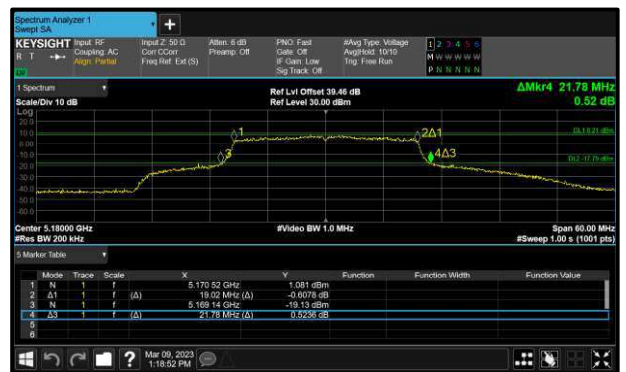 Spectrum Analyzer 1
Swept SA
+
KEYSIGHT Input: RF Input Z: 50 Ω Atten: 6 dB PNO: Fast #Avg Type: Voltage 1 2 3 4 5 6
R T Coupling: AC Corr CCorr Preamp: Off Gate: Off Avg|Hold: 10/10 M W W W W W
Align: Partial Freq Ref: Ext (S) IF Gain: Low Trig: Free Run P N N N N N
Sig Track: Off
1 Spectrum Ref Lvl Offset 39.46 dB ΔMkr4 21.78 MHz
Scale/Div 10 dB Ref Level 30.00 dBm 0.52 dB
Log
20.0
10.0
0.00
-10.0
-20.0
-30.0
-40.0
-50.0
-60.0
1
2Δ1
3
4Δ3
DL1 8.21 dBm
DL2 -17.79 dBm
Center 5.18000 GHz #Video BW 1.0 MHz Span 60.00 MHz
#Res BW 200 kHz #Sweep 1.00 s (1001 pts)
5 Marker Table
Mode Trace Scale X Y Function Function Width Function Value
1 N 1 f 5.170 52 GHz 1.081 dBm
2 Δ1 1 f (Δ) 19.02 MHz (Δ) -0.6078 dB
3 N 1 f 5.169 14 GHz -19.13 dBm
4 Δ3 1 f (Δ) 21.78 MHz (Δ) 0.5236 dB
5
6
? Mar 09, 2023
1:18:52 PM